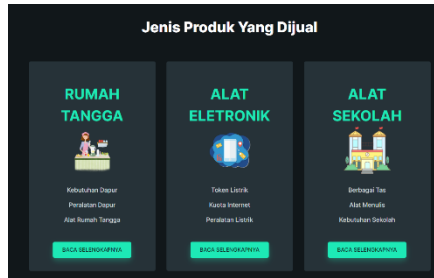 Jenis Produk Yang Dijual
RUMAH
TANGGA
Kebutuhan Dapur
Peralatan Dapur
Alat Rumah Tangga
BACA SELENGKAPNYA
ALAT
ELETRONIK
Token Listrik
Kuota Internet
Peralatan Listrik
BACA SELENGKAPNYA
ALAT
SEKOLAH
Berbagai Tas
Alat Menulis
Kebutuhan Sekolah
BACA SELENGKAPNYA